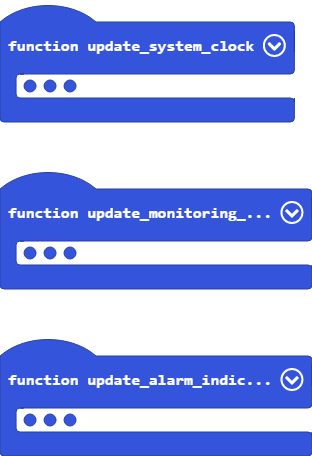 function update_system_clock
function update_monitoring_...
function update_alarm_indic...